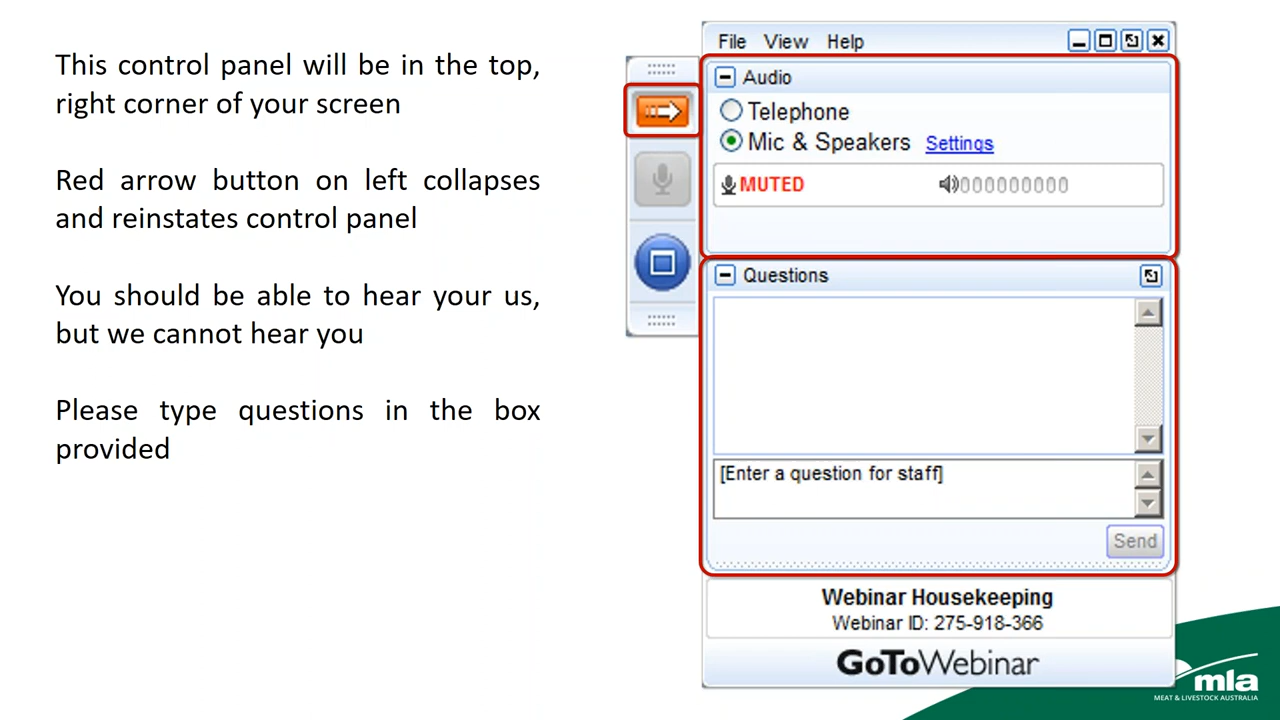 This control panel will be in the top,
right corner of your screen
Red arrow button on left collapses
and reinstates control panel
You should be able to hear your us,
but we cannot hear you
Please type questions in the box
provided
File View Help
Audio
Telephone
Mic & Speakers Settings
MUTED 000000000
Questions
[Enter a question for staff]
Send
Webinar Housekeeping
Webinar ID: 275-918-366
GoToWebinar
mla
MEAT & LIVESTOCK AUSTRALIA